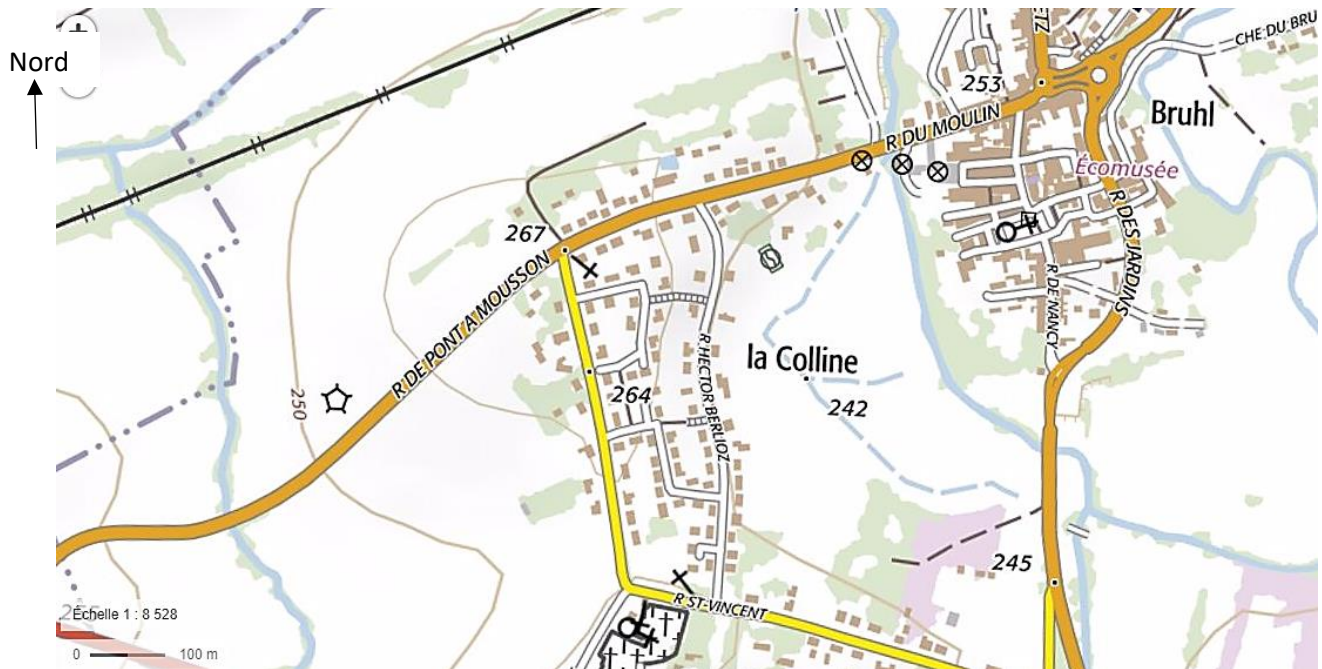 Nord
ETZ
CHE DU BRU
253
R DU MOULIN
Bruhl
Écomusée
267
R DES JARDINS
R DE PONT A MOUSSON
R DE NANCY
R HECTOR BERLIOZ
la Colline
250
264
242
245
R ST-VINCENT
Échelle 1 : 8 528
0 100 m